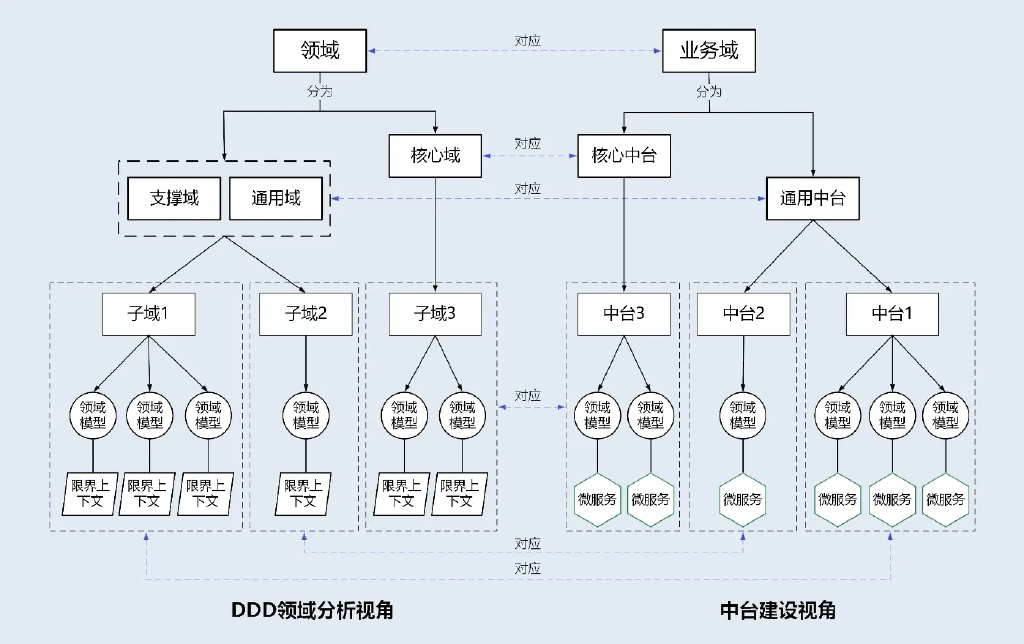 领域
对应
业务域
分为
分为
核心域
对应
核心中台
支撑域
通用域
对应
通用中台
子域1
子域2
子域3
中台3
中台2
中台1
对应
领域
模型
领域
模型
领域
模型
领域
模型
领域
模型
领域
模型
领域
模型
领域
模型
领域
模型
领域
模型
领域
模型
领域
模型
限界上
下文
限界上
下文
限界上
下文
限界上
下文
限界上
下文
限界上
下文
微服务
微服务
微服务
微服务
微服务
微服务
对应
对应
DDD领域分析视角
中台建设视角